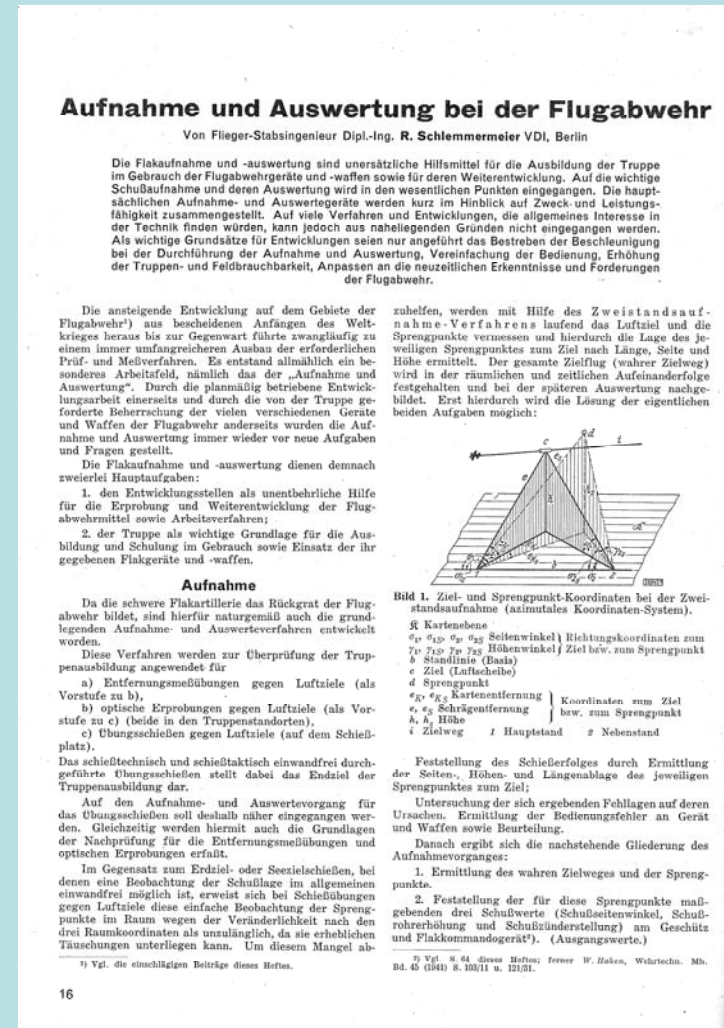 Aufnahme und Auswertung bei der Flugabwehr
Von Flieger-Stabsingenieur Dipl.-Ing. R. Schlemmermeier VDI, Berlin
Die Flakaufnahme und -auswertung sind unersätzliche Hilfsmittel für die Ausbildung der Truppe
im Gebrauch der Flugabwehrgeräte und -waffen sowie für deren Weiterentwicklung. Auf die wichtige
Schußaufnahme und deren Auswertung wird in den wesentlichen Punkten eingegangen. Die haupt-
sächlichen Aufnahme- und Auswertegeräte werden kurz im Hinblick auf Zweck- und Leistungs-
fähigkeit zusammengestellt. Auf viele Verfahren und Entwicklungen, die allgemeines Interesse in
der Technik finden würden, kann jedoch aus naheliegenden Gründen nicht eingegangen werden.
Als wichtige Grundsätze für Entwicklungen seien nur angeführt das Bestreben der Beschleunigung
bei der Durchführung der Aufnahme und Auswertung, Vereinfachung der Bedienung, Erhöhung
der Truppen- und Feldbrauchbarkeit, Anpassen an die neuzeitlichen Erkenntnisse und Forderungen
der Flugabwehr.
Die ansteigende Entwicklung auf dem Gebiete der
Flugabwehr¹) aus bescheidenen Anfängen des Welt-
krieges heraus bis zur Gegenwart führte zwangläufig zu
einem immer umfangreicheren Ausbau der erforderlichen
Prüf- und Meßverfahren. Es entstand allmählich ein be-
sonderes Arbeitsfeld, nämlich das der „Aufnahme und
Auswertung“. Durch die planmäßig betriebene Entwick-
lungsarbeit einerseits und durch die von der Truppe ge-
forderte Beherrschung der vielen verschiedenen Geräte
und Waffen der Flugabwehr anderseits wurden die Auf-
nahme und Auswertung immer wieder vor neue Aufgaben
und Fragen gestellt.
Die Flakaufnahme und -auswertung dienen demnach
zweierlei Hauptaufgaben:
1. den Entwicklungsstellen als unentbehrliche Hilfe
für die Erprobung und Weiterentwicklung der Flug-
abwehrmittel sowie Arbeitsverfahren;
2. der Truppe als wichtige Grundlage für die Aus-
bildung und Schulung im Gebrauch sowie Einsatz der ihr
gegebenen Flakgeräte und -waffen.
Aufnahme
Da die schwere Flakartillerie das Rückgrat der Flug-
abwehr bildet, sind hierfür naturgemäß auch die grund-
legenden Aufnahme- und Auswerteverfahren entwickelt
worden.
Diese Verfahren werden zur Überprüfung der Trup-
penausbildung angewendet für
a) Entfernungsmeßübungen gegen Luftziele (als
Vorstufe zu b),
b) optische Erprobungen gegen Luftziele (als Vor-
stufe zu c) (beide in den Truppenstandorten),
c) Übungsschießen gegen Luftziele (auf dem Schieß-
platz).
Das schießtechnisch und schießtaktisch einwandfrei durch-
geführte Übungsschießen stellt dabei das Endziel der
Truppenausbildung dar.
Auf den Aufnahme- und Auswertevorgang für
das Übungsschießen soll deshalb näher eingegangen wer-
den. Gleichzeitig werden hiermit auch die Grundlagen
der Nachprüfung für die Entfernungsmeßübungen und
optischen Erprobungen erfaßt.
Im Gegensatz zum Erdziel- oder Seezielschießen, bei
denen eine Beobachtung der Schußlage im allgemeinen
einwandfrei möglich ist, erweist sich bei Schießübungen
gegen Luftziele diese einfache Beobachtung der Spreng-
punkte im Raum wegen der Veränderlichkeit nach den
drei Raumkoordinaten als unzulänglich, da sie erheblichen
Täuschungen unterliegen kann. Um diesem Mangel ab-
¹) Vgl. die einschlägigen Beiträge dieses Heftes.
16
zuhelfen, werden mit Hilfe des Zweistandsauf-
nahme-Verfahrens laufend das Luftziel und die
Sprengpunkte vermessen und hierdurch die Lage des je-
weiligen Sprengpunktes zum Ziel nach Länge, Seite und
Höhe ermittelt. Der gesamte Zielflug (wahrer Zielweg)
wird in der räumlichen und zeitlichen Aufeinanderfolge
festgehalten und bei der späteren Auswertung nachge-
bildet. Erst hierdurch wird die Lösung der eigentlichen
beiden Aufgaben möglich:
c d i
e
b
1 2
Bild 1. Ziel- und Sprengpunkt-Koordinaten bei der Zwei-
standsaufnahme (azimutales Koordinaten-System).
𝔎 Kartenebene
σ₁, σ₁S, σ₂, σ₂S Seitenwinkel } Richtungskoordinaten zum
γ₁, γ₁S, γ₂, γ₂S Höhenwinkel } Ziel bzw. zum Sprengpunkt
b Standlinie (Basis)
c Ziel (Luftscheibe)
d Sprengpunkt
eK, eKS Kartenentfernung } Koordinaten zum Ziel
e, eS Schrägentfernung } bzw. zum Sprengpunkt
h, hs Höhe
i Zielweg 1 Hauptstand 2 Nebenstand
Feststellung des Schießerfolges durch Ermittlung
der Seiten-, Höhen- und Längenablage des jeweiligen
Sprengpunktes zum Ziel;
Untersuchung der sich ergebenden Fehllagen auf deren
Ursachen. Ermittlung der Bedienungsfehler an Gerät
und Waffen sowie Beurteilung.
Danach ergibt sich die nachstehende Gliederung des
Aufnahmevorganges:
1. Ermittlung des wahren Zielweges und der Spreng-
punkte.
2. Feststellung der für diese Sprengpunkte maß-
gebenden drei Schußwerte (Schußseitenwinkel, Schuß-
rohrerhöhung und Schußzünderstellung) am Geschütz
und Flakkommandogerät²). (Ausgangswerte.)
²) Vgl. S. 64 dieses Heftes; ferner W. Haken, Wehrtechn. Mh.
Bd. 45 (1941) S. 103/11 u. 121/31.